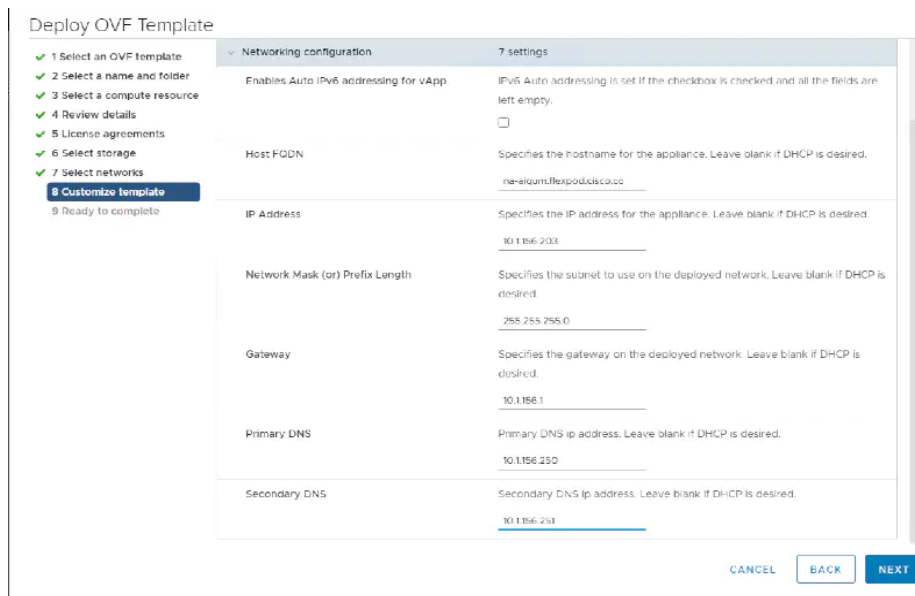 Deploy OVF Template
1 Select an OVF template
2 Select a name and folder
3 Select a compute resource
4 Review details
5 License agreements
6 Select storage
7 Select networks
8 Customize template
9 Ready to complete
Networking configuration 7 settings
Enables Auto IPv6 addressing for vApp. IPv6 Auto addressing is set if the checkbox is checked and all the fields are
left empty.
Host FQDN Specifies the hostname for the appliance. Leave blank if DHCP is desired.
na-aiqum.flexpod.cisco.co
IP Address Specifies the IP address for the appliance. Leave blank if DHCP is desired.
10.1.156.203
Network Mask (or) Prefix Length Specifies the subnet to use on the deployed network. Leave blank if DHCP is
desired.
255.255.255.0
Gateway Specifies the gateway on the deployed network. Leave blank if DHCP is
desired.
10.1.156.1
Primary DNS Primary DNS ip address. Leave blank if DHCP is desired.
10.1.156.250
Secondary DNS Secondary DNS ip address. Leave blank if DHCP is desired.
10.1.156.251
CANCEL BACK NEXT